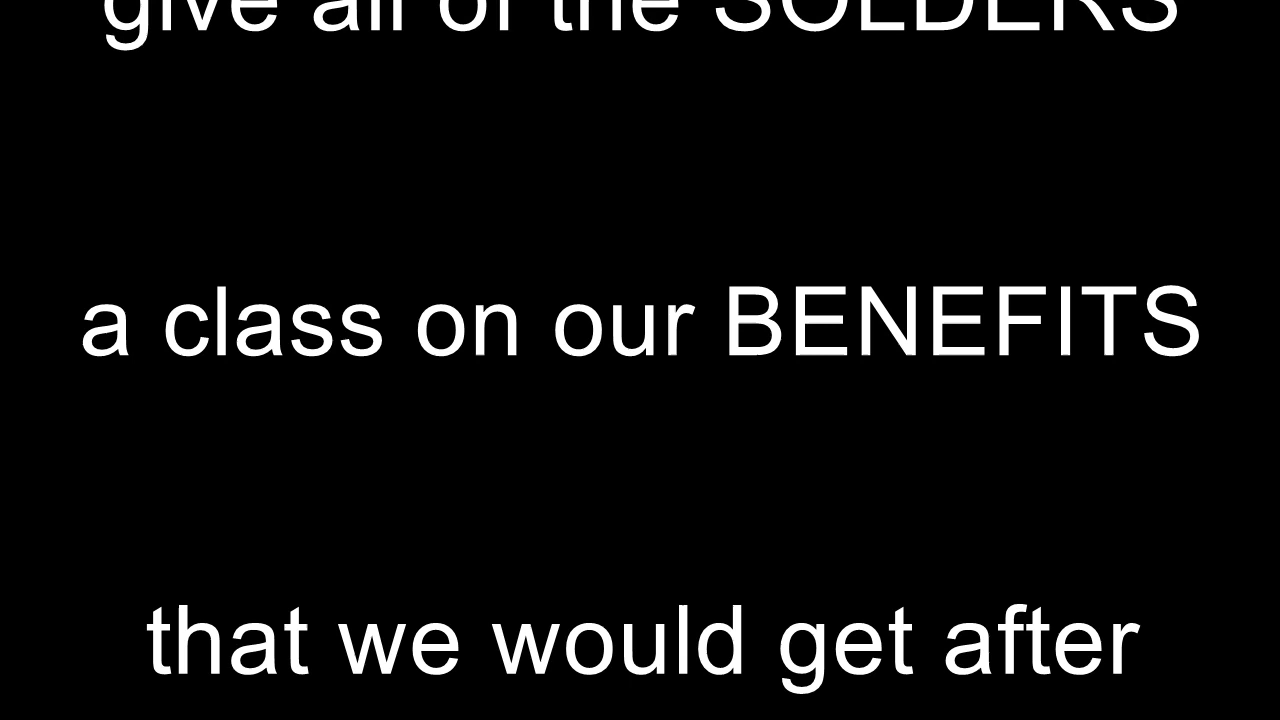 give all of the SOLDERS
a class on our BENEFITS
that we would get after